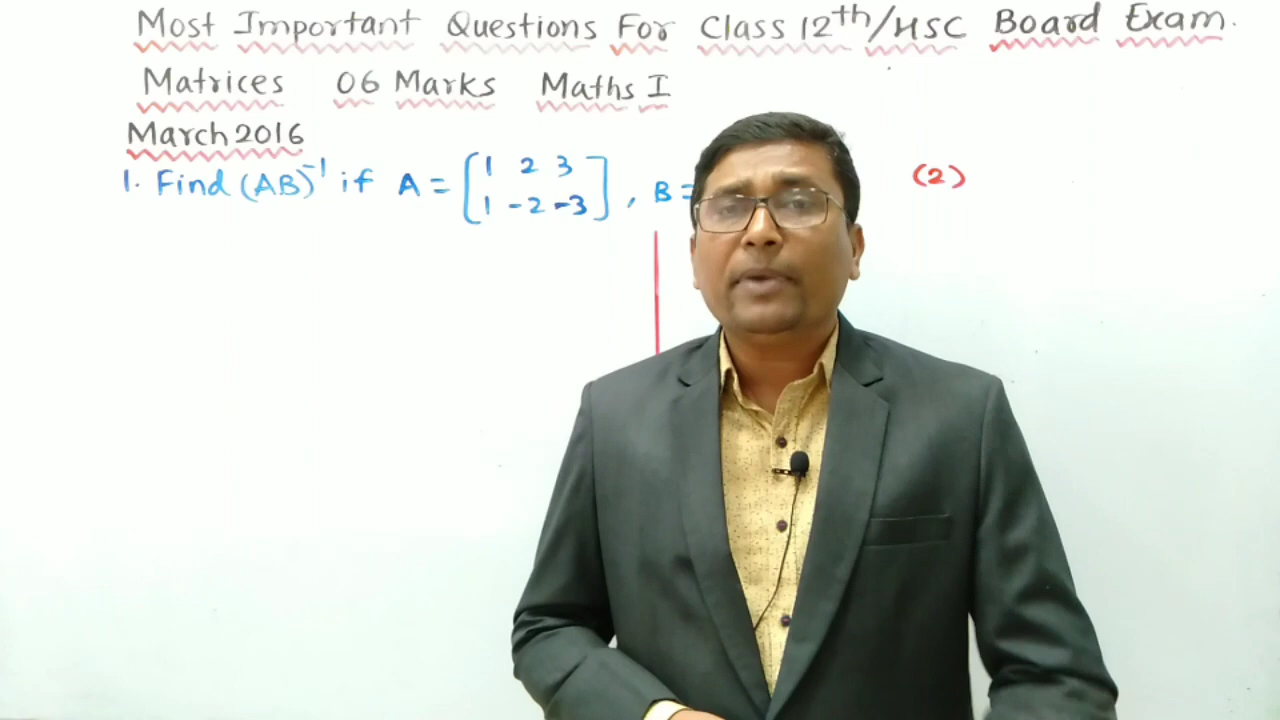 Most Important Questions For Class 12th/HSC Board Exam.
Matrices 06 Marks Maths I
March 2016
1. Find (AB)⁻¹ if A = [1 2 3
1 -2 -3], B = (2)